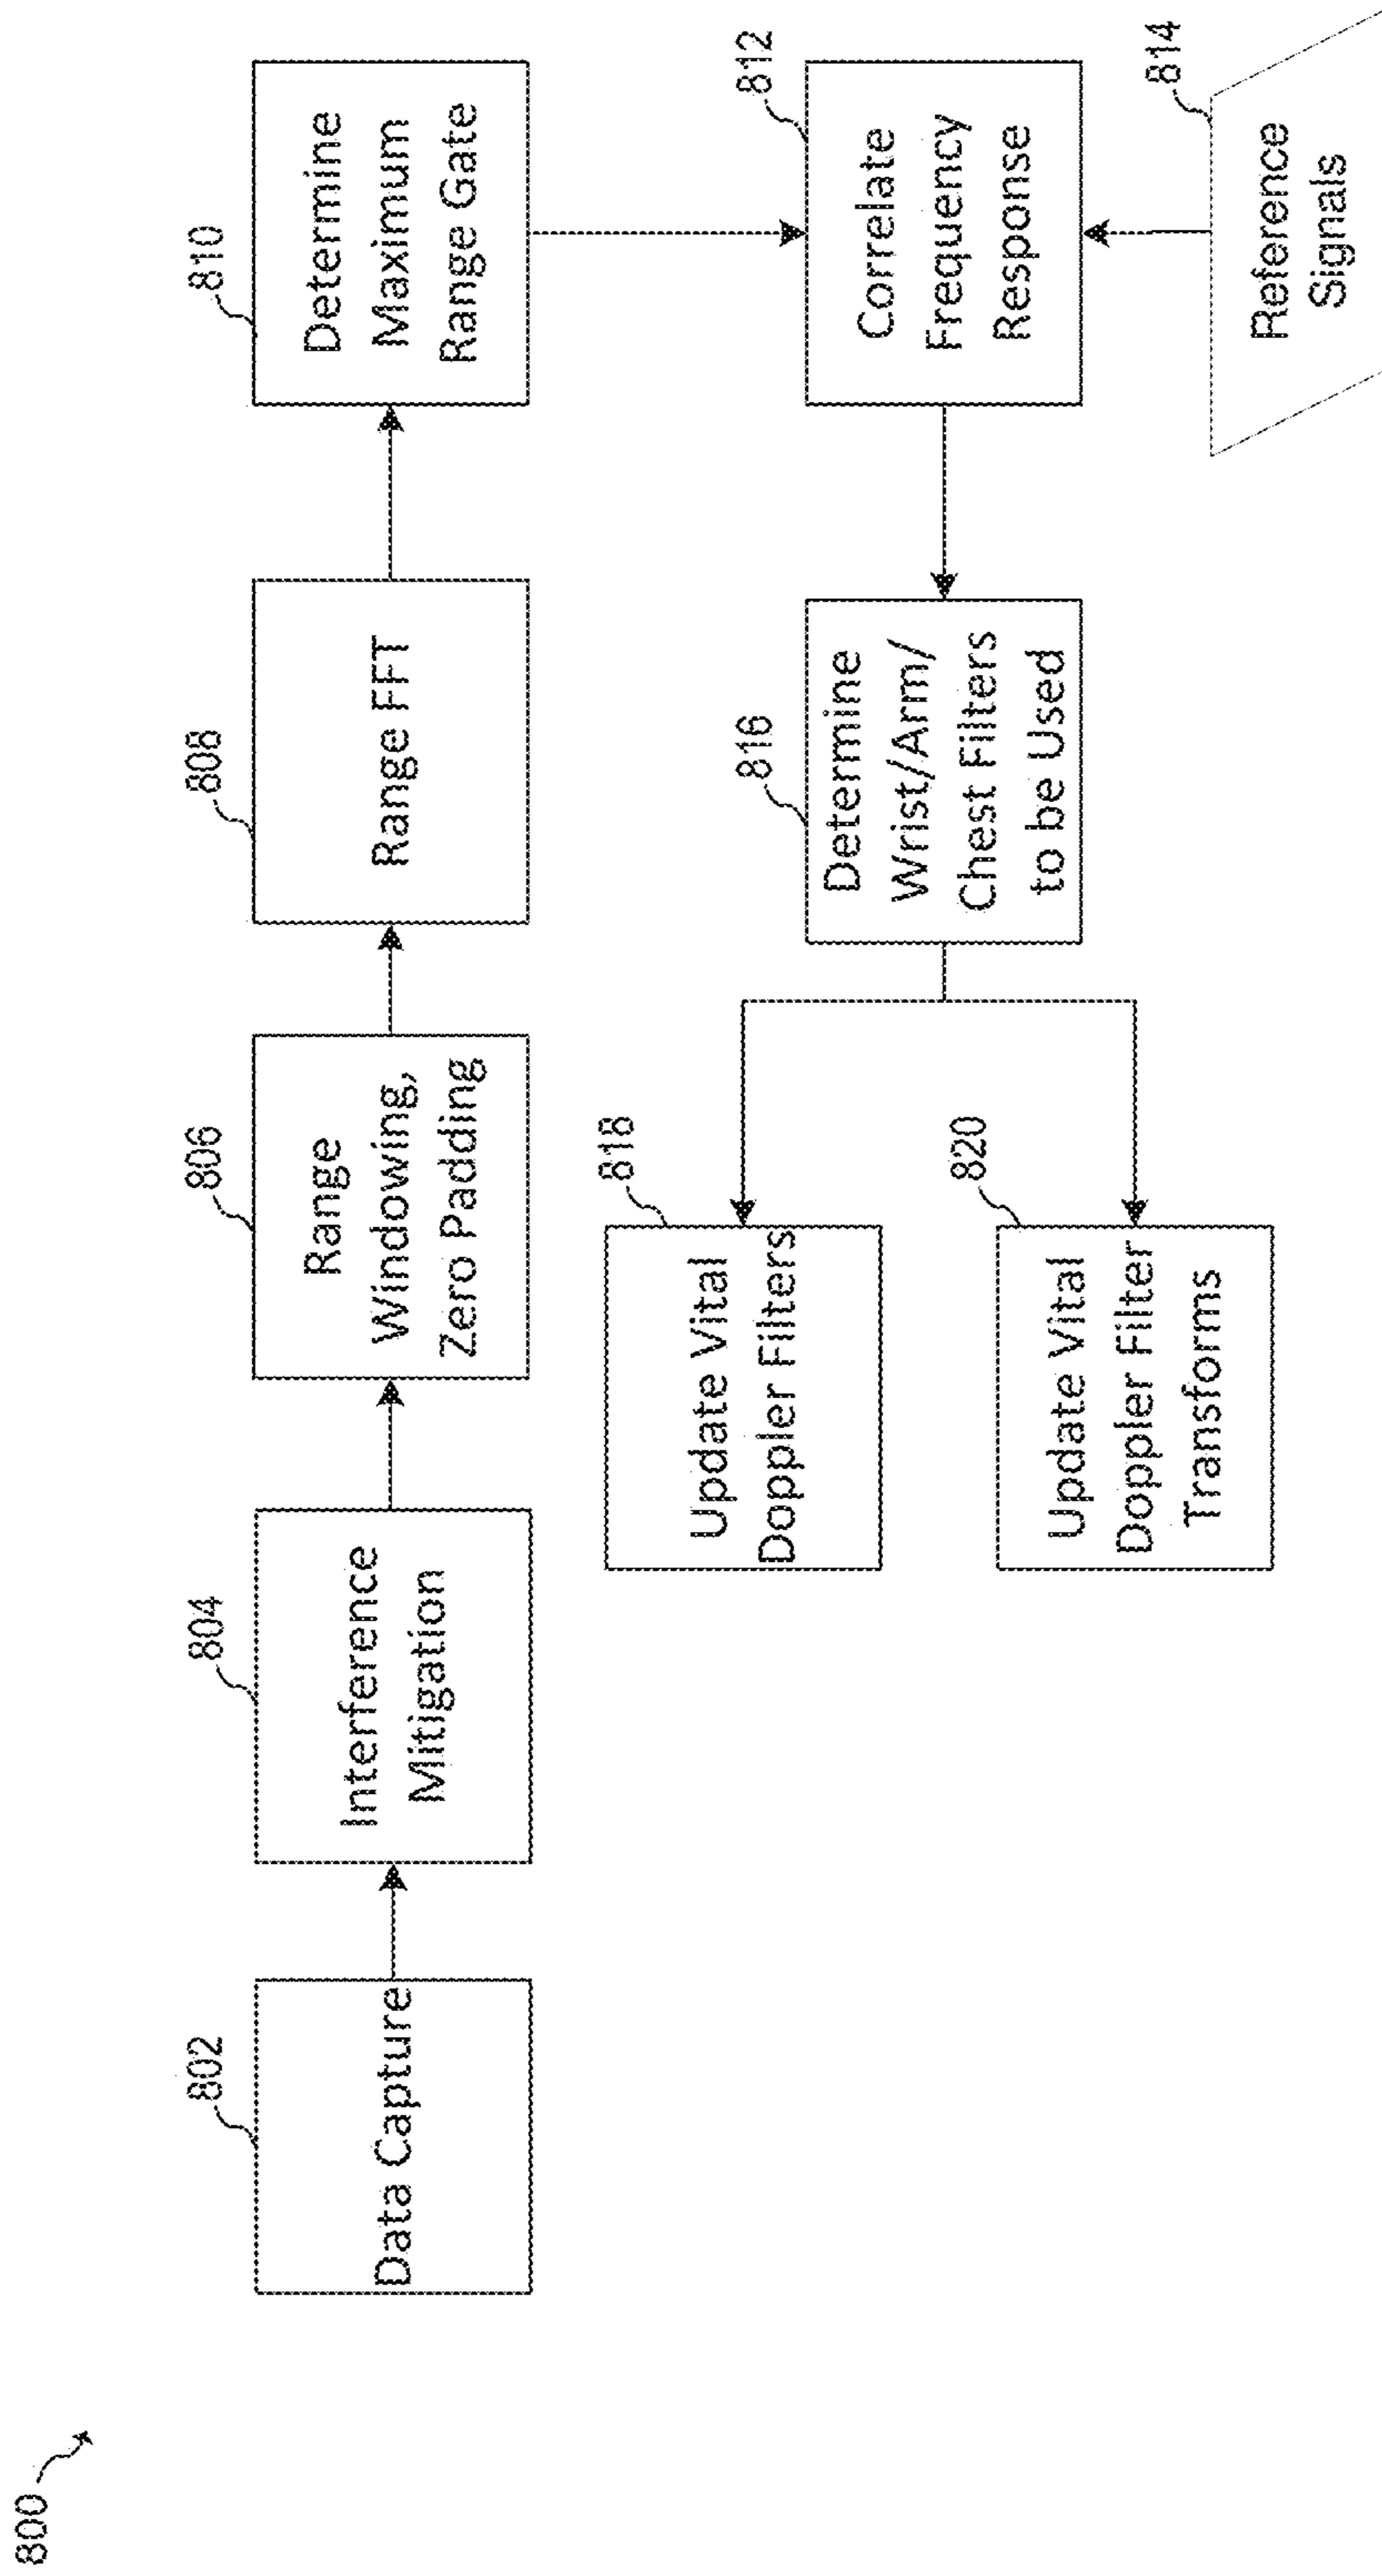 800
802
Data Capture
804
Interference
Mitigation
806
Range
Windowing,
Zero Padding
808
Range FFT
810
Determine
Maximum
Range Gate
812
Correlate
Frequency
Response
814
Reference
Signals
816
Determine
Wrist/Arm/
Chest Filters
to be Used
818
Update Vital
Doppler Filters
820
Update Vital
Doppler Filter
Transforms